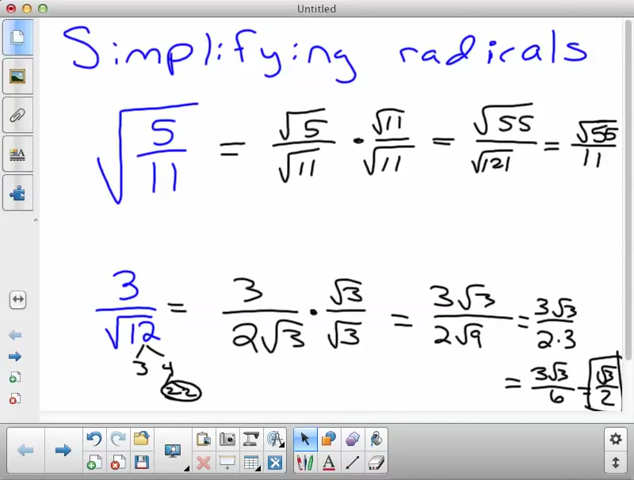 Untitled
Simplifying radicals
√(5/11) = √5/√11 · √11/√11 = √55/√121 = √55/11
3/√12 = 3/(2√3) · √3/√3 = 3√3/(2√9) = 3√3/(2·3)
3 4
2 2
= 3√3/6 = √3/2